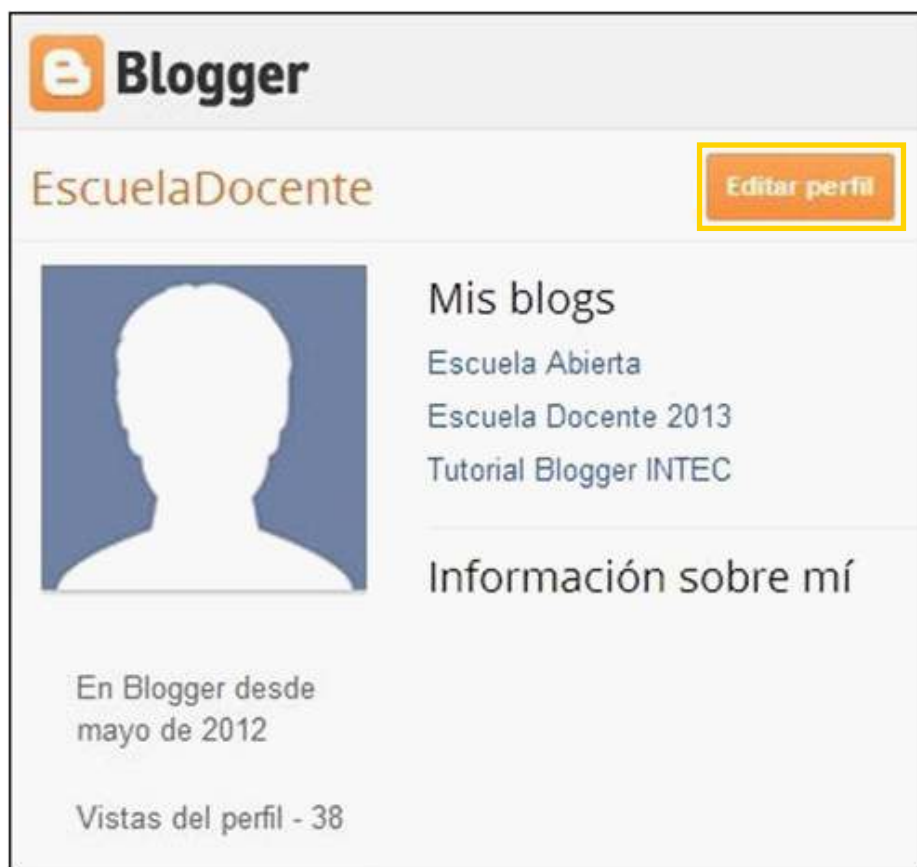 Blogger
EscuelaDocente
Editar perfil
Mis blogs
Escuela Abierta
Escuela Docente 2013
Tutorial Blogger INTEC
Información sobre mí
En Blogger desde
mayo de 2012
Vistas del perfil - 38